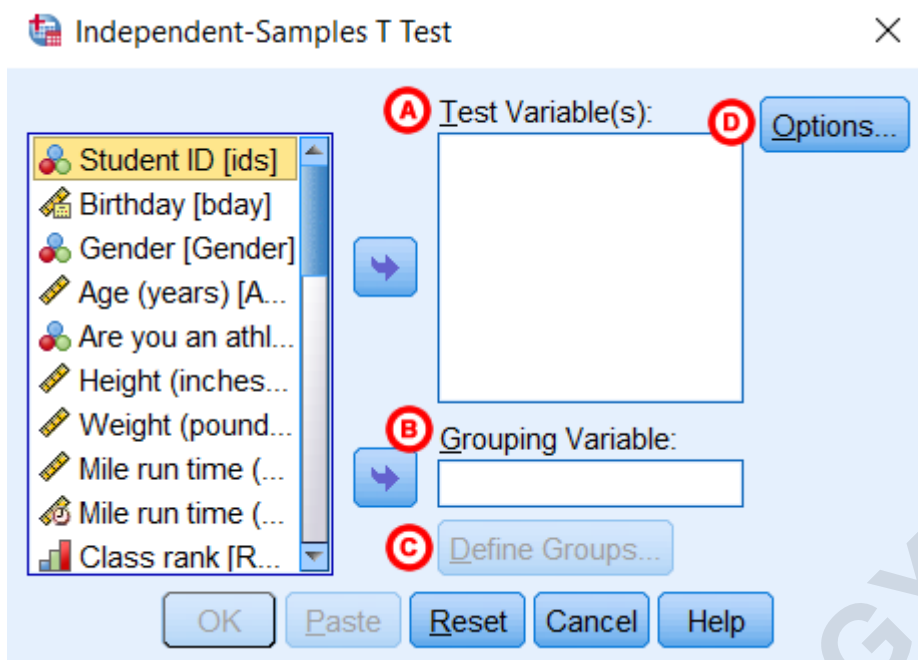 Independent-Samples T Test
A Test Variable(s):
D Options...
Student ID [ids]
Birthday [bday]
Gender [Gender]
Age (years) [A...
Are you an athl...
Height (inches...
Weight (pound...
Mile run time (...
Mile run time (...
Class rank [R...
B Grouping Variable:
C Define Groups...
OK Paste Reset Cancel Help